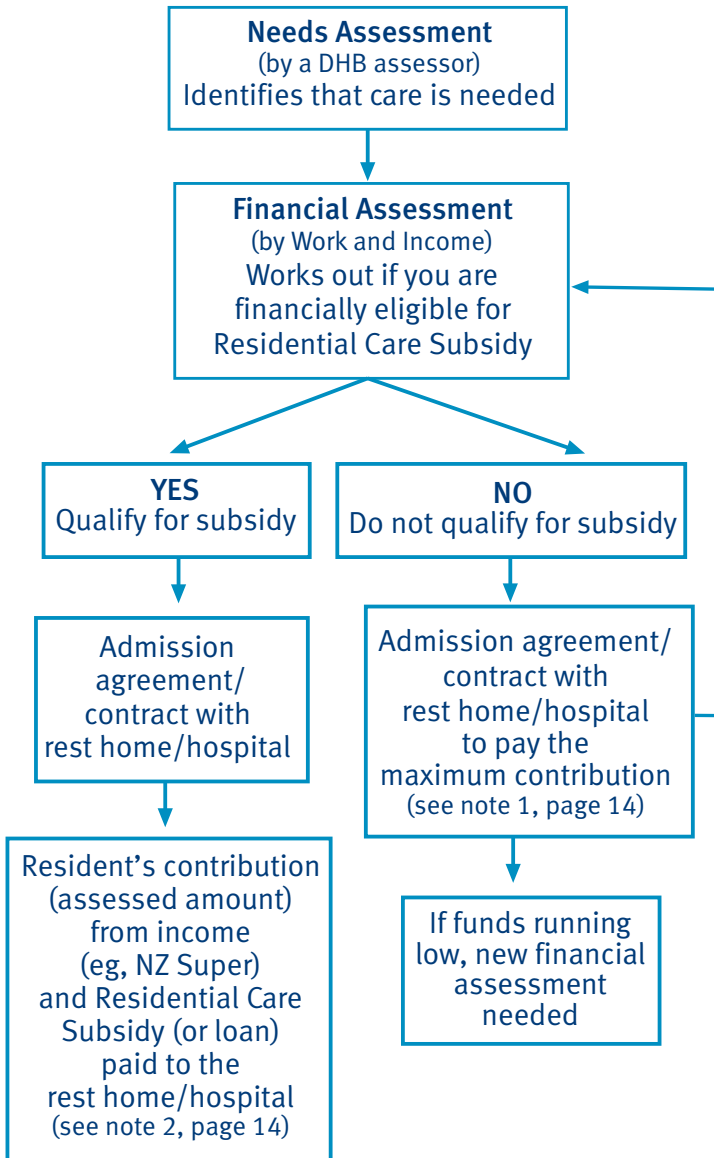 Needs Assessment
(by a DHB assessor)
Identifies that care is needed
Financial Assessment
(by Work and Income)
Works out if you are
financially eligible for
Residential Care Subsidy
YES
Qualify for subsidy
NO
Do not qualify for subsidy
Admission
agreement/
contract with
rest home/hospital
Admission agreement/
contract with
rest home/hospital
to pay the
maximum contribution
(see note 1, page 14)
Resident’s contribution
(assessed amount)
from income
(eg, NZ Super)
and Residential Care
Subsidy (or loan)
paid to the
rest home/hospital
(see note 2, page 14)
If funds running
low, new financial
assessment
needed